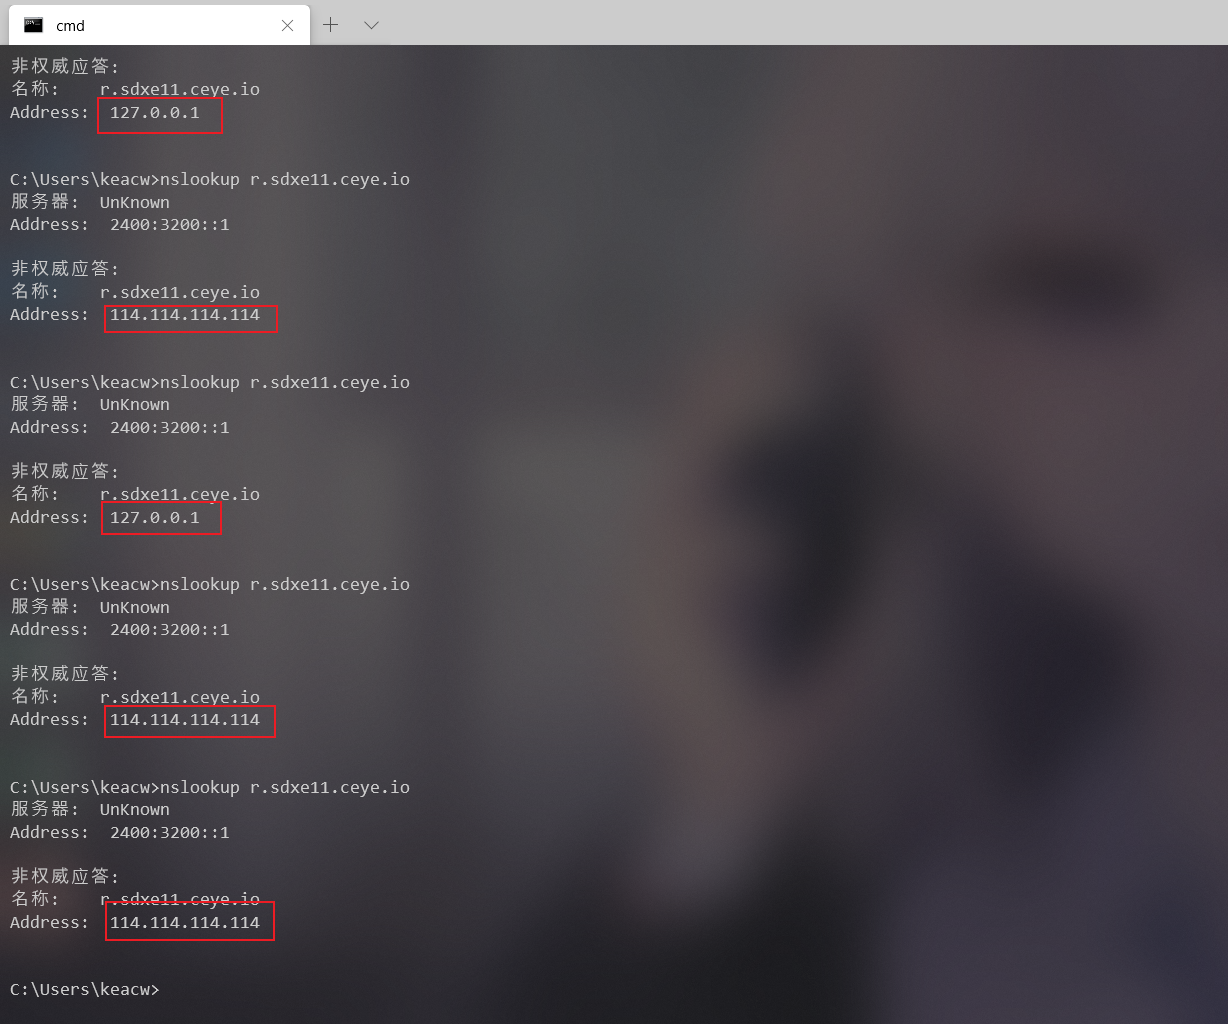 cmd
非权威应答:
名称:    r.sdxe11.ceye.io
Address:  127.0.0.1
C:\Users\keacw>nslookup r.sdxe11.ceye.io
服务器:  UnKnown
Address:  2400:3200::1
非权威应答:
名称:    r.sdxe11.ceye.io
Address:  114.114.114.114
C:\Users\keacw>nslookup r.sdxe11.ceye.io
服务器:  UnKnown
Address:  2400:3200::1
非权威应答:
名称:    r.sdxe11.ceye.io
Address:  127.0.0.1
C:\Users\keacw>nslookup r.sdxe11.ceye.io
服务器:  UnKnown
Address:  2400:3200::1
非权威应答:
名称:    r.sdxe11.ceye.io
Address:  114.114.114.114
C:\Users\keacw>nslookup r.sdxe11.ceye.io
服务器:  UnKnown
Address:  2400:3200::1
非权威应答:
名称:    r.sdxe11.ceye.io
Address:  114.114.114.114
C:\Users\keacw>